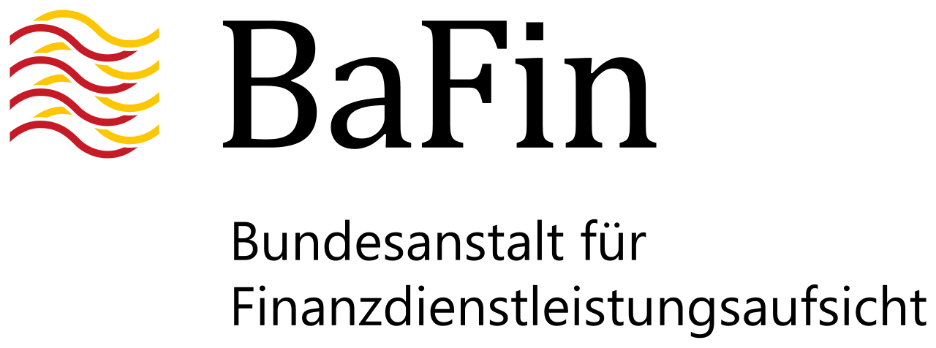 BaFin
Bundesanstalt für
Finanzdienstleistungsaufsicht